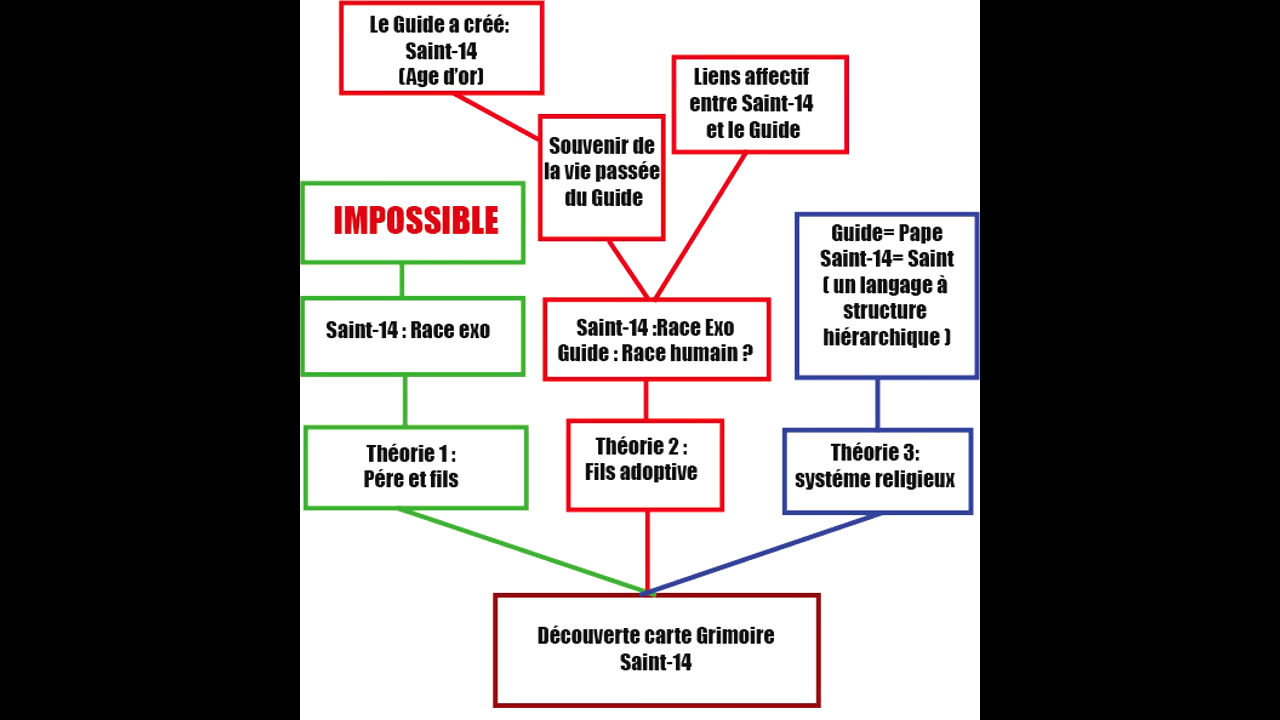 Le Guide a créé:
Saint-14
(Age d'or)
Liens affectif
entre Saint-14
et le Guide
Souvenir de
la vie passée
du Guide
IMPOSSIBLE
Guide= Pape
Saint-14= Saint
( un langage à
structure
hiérarchique )
Saint-14 : Race exo
Saint-14 :Race Exo
Guide : Race humain ?
Théorie 1 :
Pére et fils
Théorie 2 :
Fils adoptive
Théorie 3:
systéme religieux
Découverte carte Grimoire
Saint-14